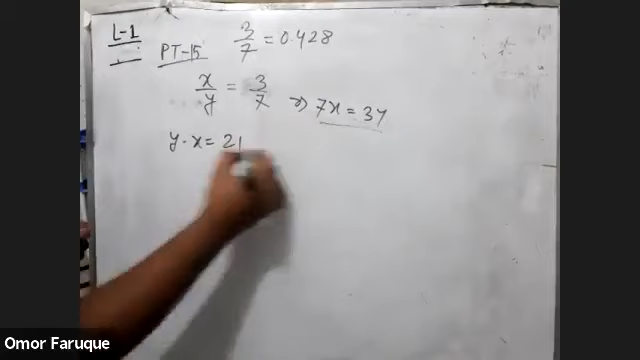 L-1
PT-15
3/7 = 0.428
x/y = 3/7 ⇒ 7x = 3y
y · x = 21
Omor Faruque